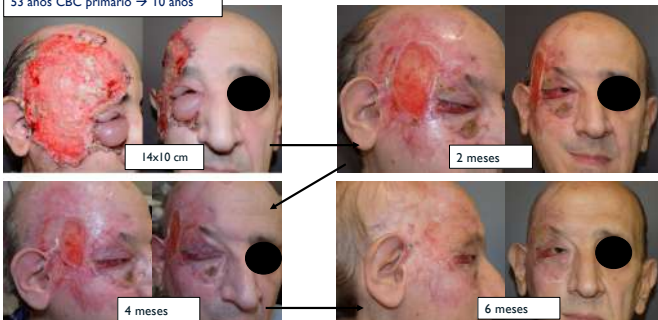 53 años CBC primario → 10 años
14x10 cm
2 meses
4 meses
6 meses